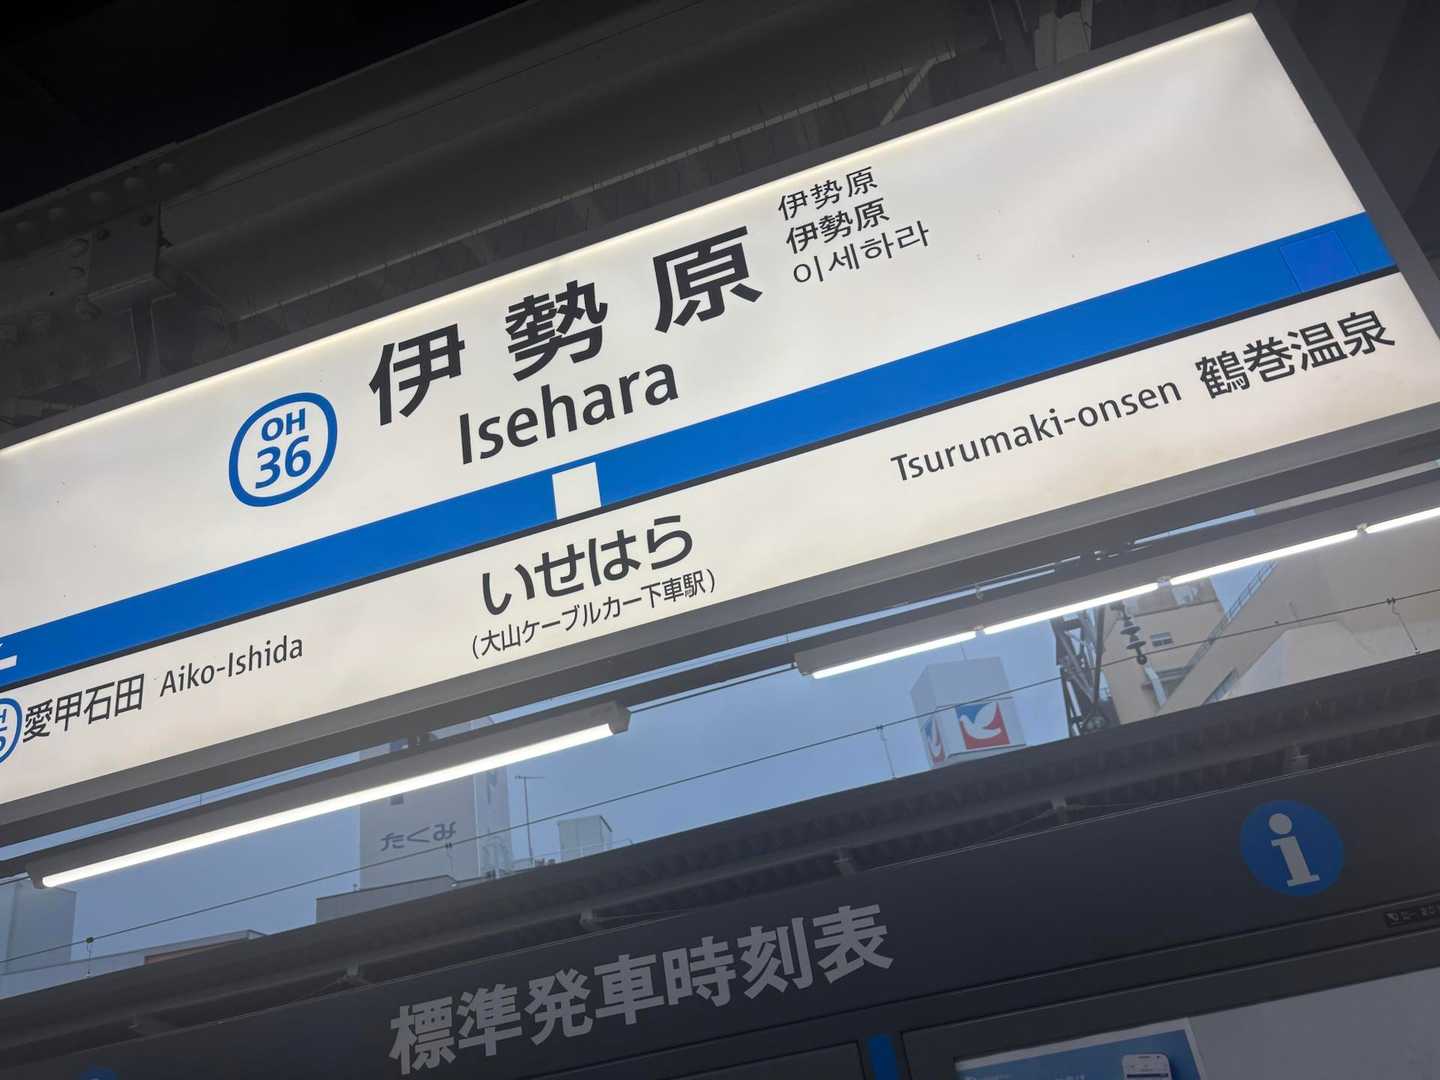 伊勢原
伊势原
伊勢原
이세하라
OH
36
Isehara
いせはら
(大山ケーブルカー下車駅)
愛甲石田 Aiko-Ishida
Tsurumaki-onsen 鶴巻温泉
たくみ
i
標準発車時刻表